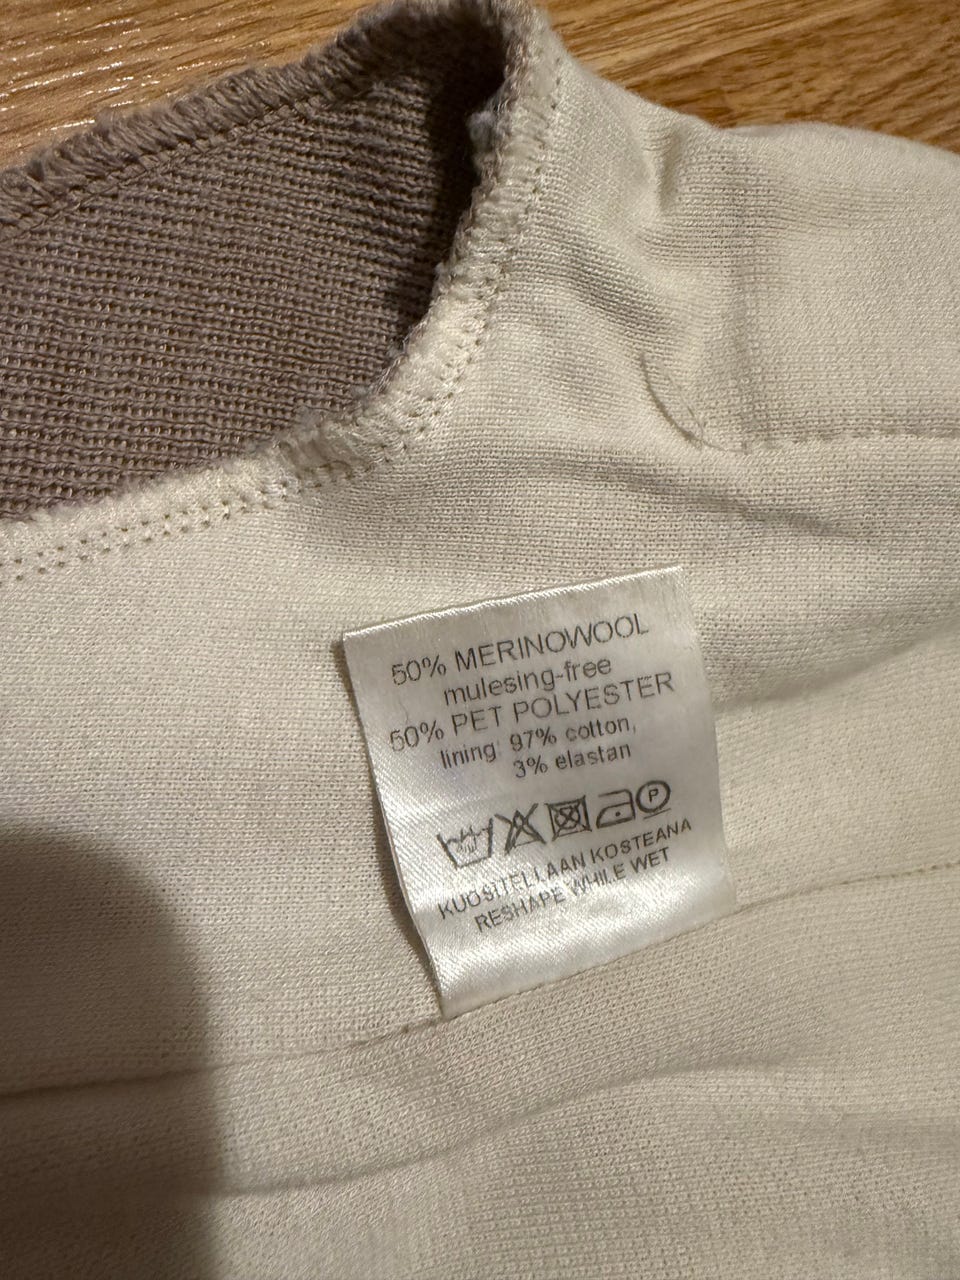 50% MERINOWOOL
mulesing-free
50% PET POLYESTER
lining: 97% cotton,
3% elastan
P
KUOSITELLAAN KOSTEANA
RESHAPE WHILE WET